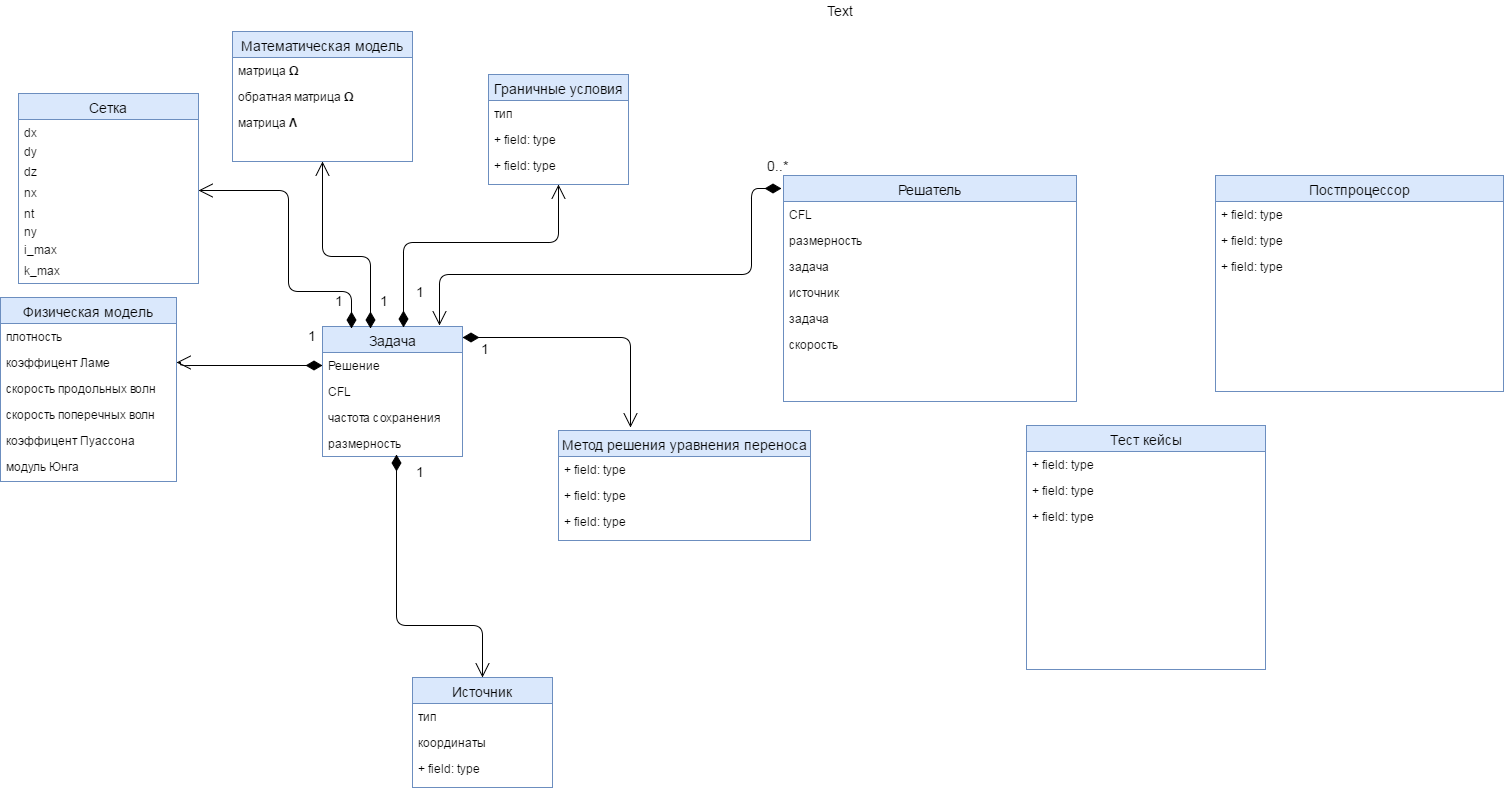 Text
Математическая модель
матрица Ω
обратная матрица Ω
матрица Λ
Граничные условия
тип
+ field: type
+ field: type
Сетка
dx
dy
dz
nx
nt
ny
i_max
k_max
0..*
Решатель
CFL
размерность
задача
источник
задача
скорость
Постпроцессор
+ field: type
+ field: type
+ field: type
Физическая модель
плотность
коэффицент Ламе
скорость продольных волн
скорость поперечных волн
коэффицент Пуассона
модуль Юнга
1
1
1
1
1
1
Задача
Решение
CFL
частота сохранения
размерность
Метод решения уравнения переноса
+ field: type
+ field: type
+ field: type
Тест кейсы
+ field: type
+ field: type
+ field: type
Источник
тип
координаты
+ field: type